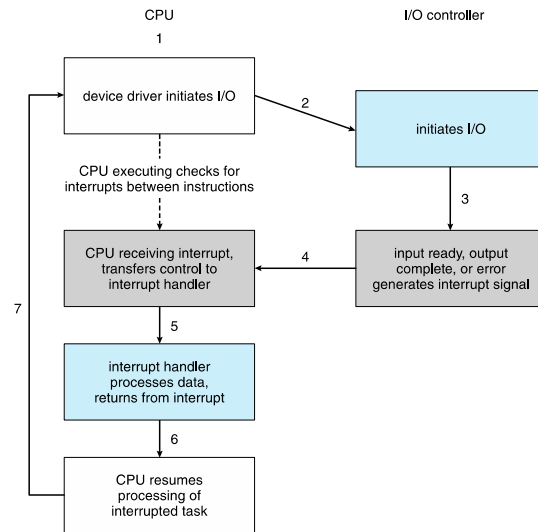 CPU
I/O controller
1
device driver initiates I/O
2
initiates I/O
CPU executing checks for
interrupts between instructions
3
CPU receiving interrupt,
transfers control to
interrupt handler
4
input ready, output
complete, or error
generates interrupt signal
7
5
interrupt handler
processes data,
returns from interrupt
6
CPU resumes
processing of
interrupted task